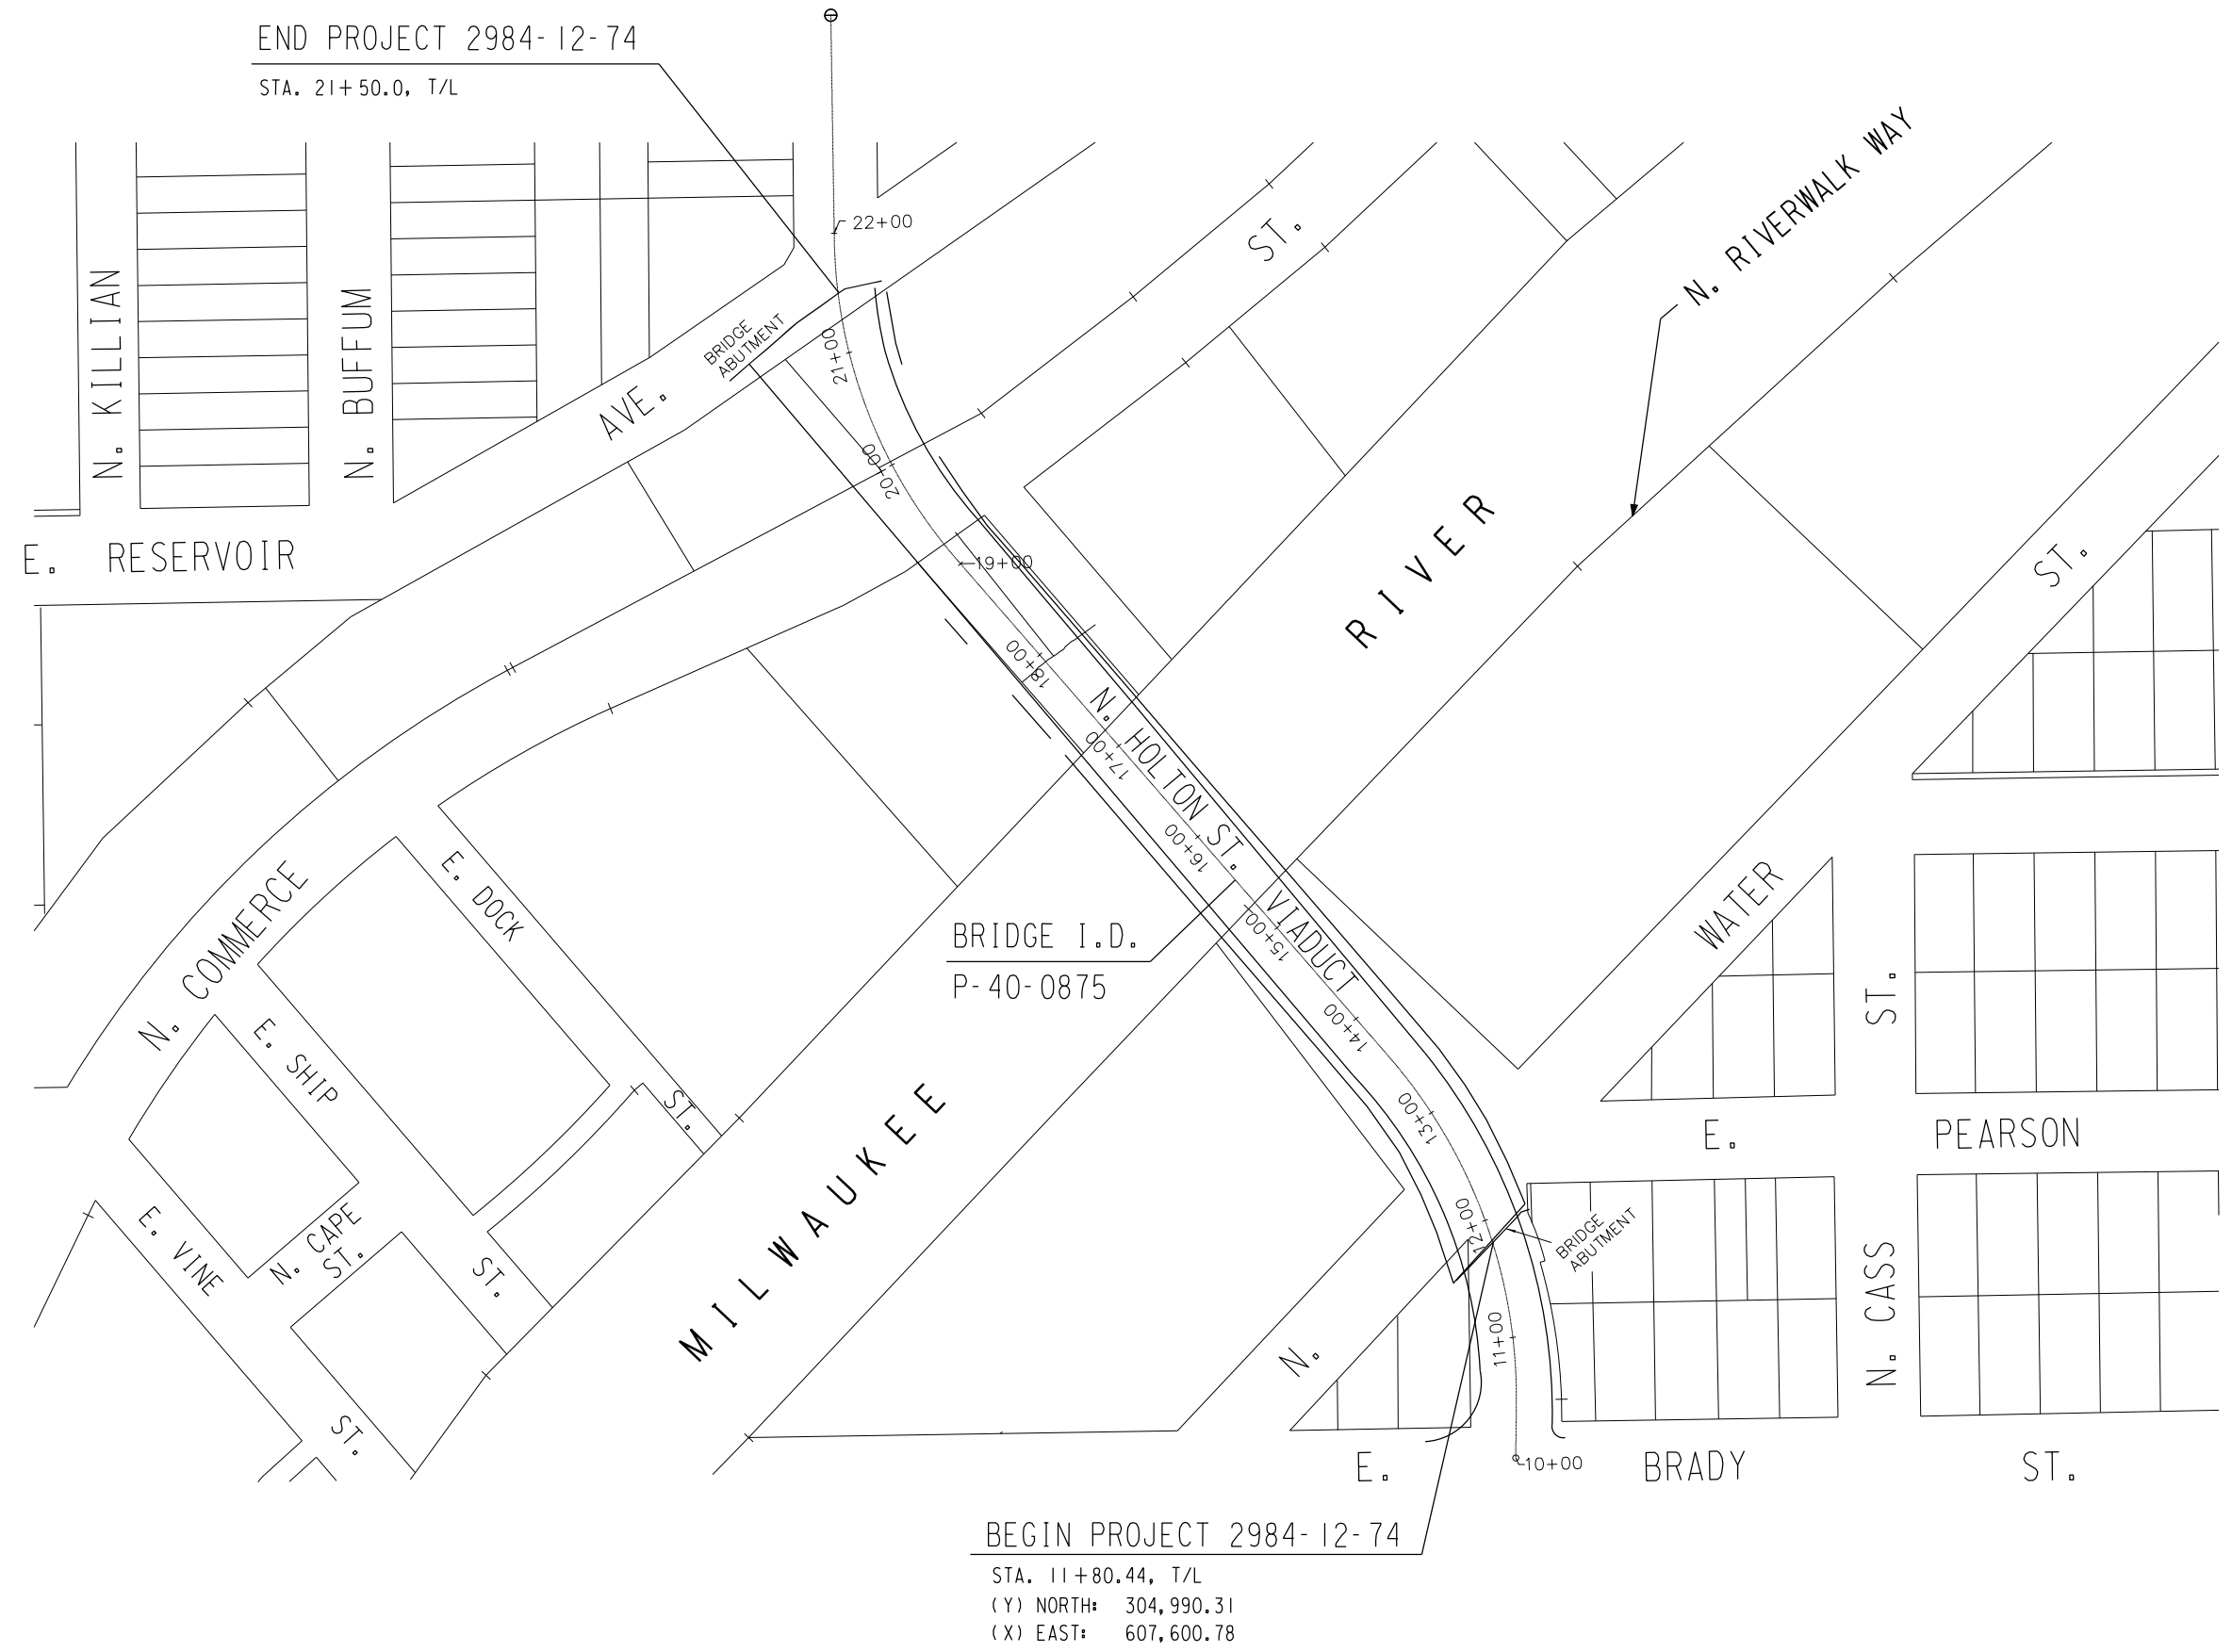 END PROJECT 2984-12-74
STA. 21+50.0, T/L
22+00
ST.
N. RIVERWALK WAY
N. KILLIAN
N. BUFFUM
AVE.
BRIDGE
ABUTMENT
21+00
20+00
E. RESERVOIR
19+00
RIVER
ST.
18+00
N. HOLTON ST. VIADUCT
17+00
16+00
15+00
14+00
13+00
12+00
11+00
10+00
N. COMMERCE
E. DOCK
ST.
BRIDGE I.D.
P-40-0875
WATER
ST.
E. SHIP
ST.
E. PEARSON
MILWAUKEE
E. VINE
ST.
N. CAPE
ST.
BRIDGE
ABUTMENT
N. CASS
N.
E. BRADY ST.
BEGIN PROJECT 2984-12-74
STA. 11+80.44, T/L
(Y) NORTH: 304,990.31
(X) EAST: 607,600.78